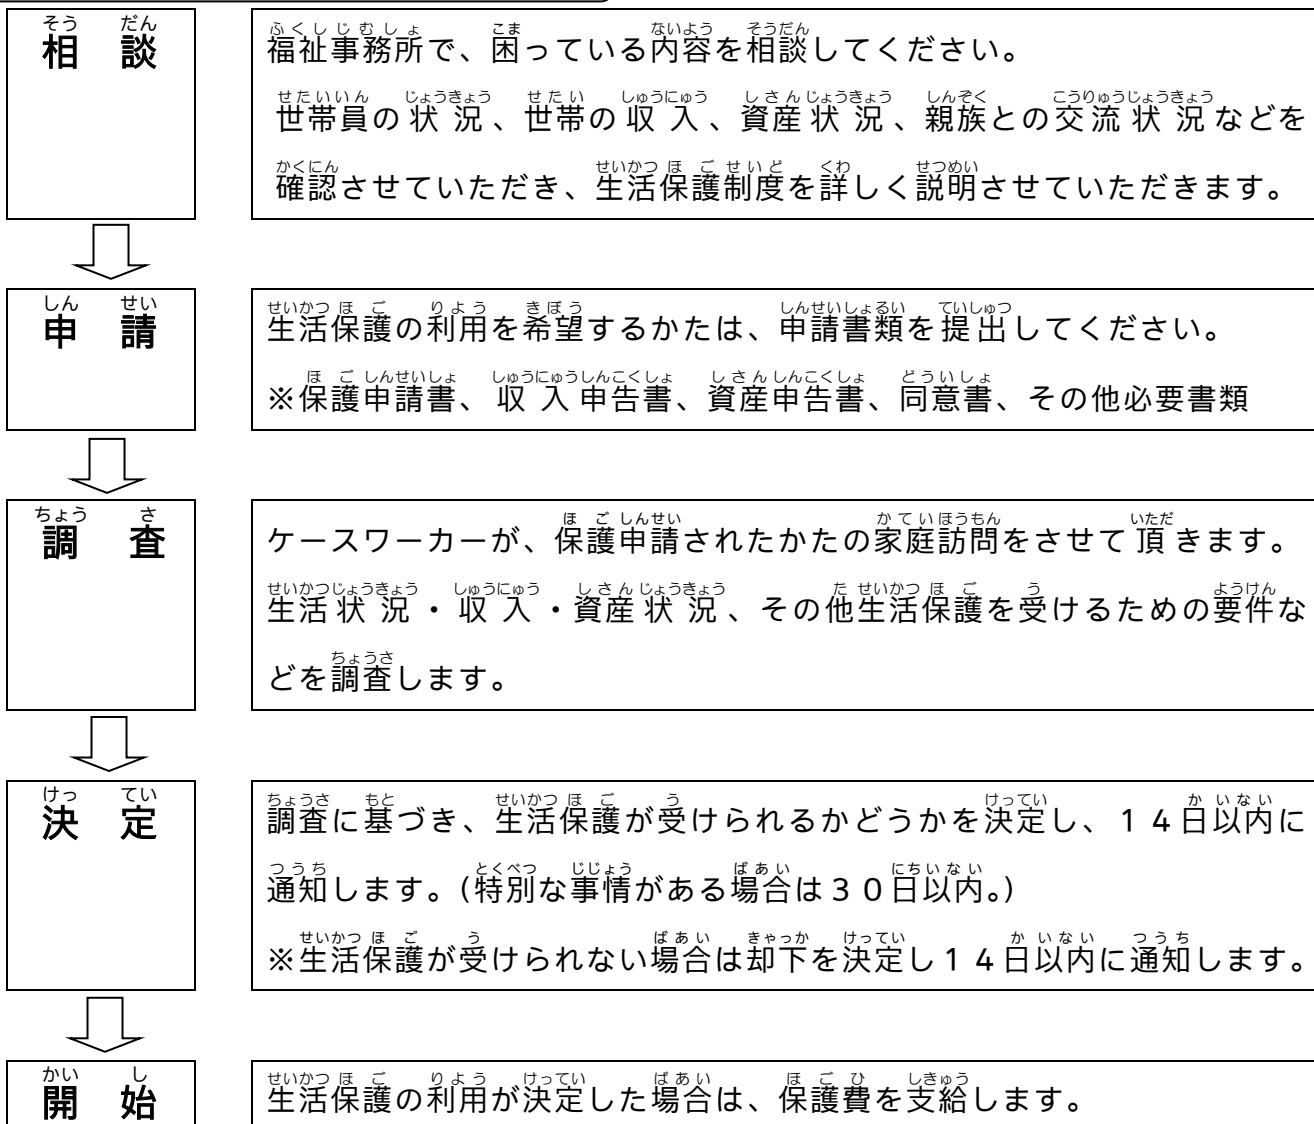 相談
福祉事務所で、困っている内容を相談してください。
世帯員の状況、世帯の収入、資産状況、親族との交流状況などを
確認させていただき、生活保護制度を詳しく説明させていただきます。
申請
生活保護の利用を希望するかたは、申請書類を提出してください。
※保護申請書、収入申告書、資産申告書、同意書、その他必要書類
調査
ケースワーカーが、保護申請されたかたの家庭訪問をさせて頂きます。
生活状況・収入・資産状況、その他生活保護を受けるための要件な
どを調査します。
決定
調査に基づき、生活保護が受けられるかどうかを決定し、14日以内に
通知します。(特別な事情がある場合は30日以内。)
※生活保護が受けられない場合は却下を決定し14日以内に通知します。
開始
生活保護の利用が決定した場合は、保護費を支給します。